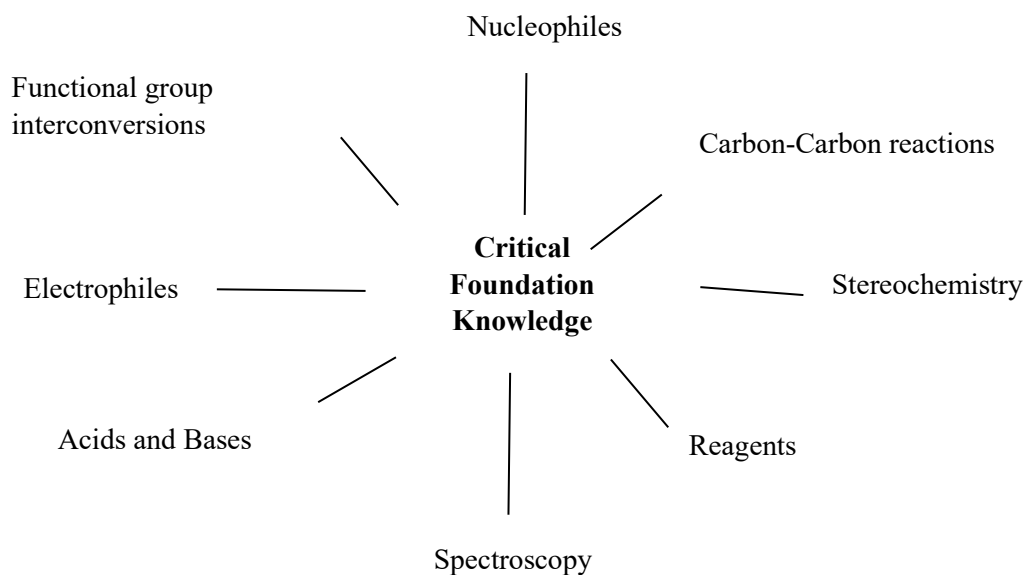 Nucleophiles
Functional group
interconversions
Carbon-Carbon reactions
Critical
Foundation
Knowledge
Electrophiles
Stereochemistry
Acids and Bases
Reagents
Spectroscopy